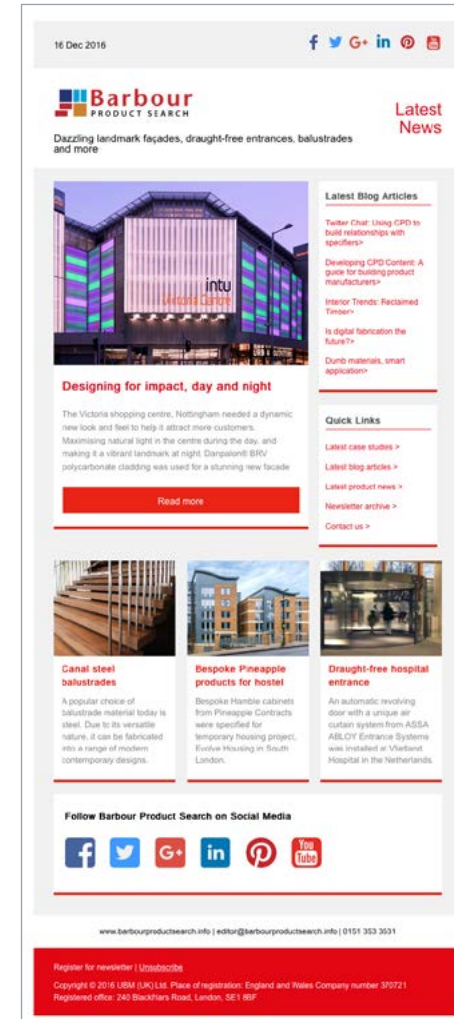 16 Dec 2016
Barbour
PRODUCT SEARCH
Latest
News
Dazzling landmark façades, draught-free entrances, balustrades
and more
intu
Victoria Centre
Designing for impact, day and night
The Victoria shopping centre, Nottingham needed a dynamic
new look and feel to help it attract more customers.
Maximising natural light in the centre during the day, and
making it a vibrant landmark at night, Danpalon® BRV
polycarbonate cladding was used for a stunning new facade
Read more
Latest Blog Articles
Twitter Chat: Using CPD to
build relationships with
specifiers>
Developing CPD Content: A
guide for building product
manufacturers>
Interior Trends: Reclaimed
Timber>
Is digital fabrication the
future?>
Dumb materials, smart
application>
Quick Links
Latest case studies >
Latest blog articles >
Latest product news >
Newsletter archive >
Contact us >
Canal steel
balustrades
A popular choice of
balustrade material today is
steel. Due to its versatile
nature, it can be fabricated
into a range of modern
contemporary designs.
Bespoke Pineapple
products for hostel
Bespoke Hamble cabinets
from Pineapple Contracts
were specified for
temporary housing project,
Evolve Housing in South
London.
Draught-free hospital
entrance
An automatic revolving
door with a unique air
curtain system from ASSA
ABLOY Entrance Systems
was installed at Vlietland
Hospital in the Netherlands.
Follow Barbour Product Search on Social Media
You
Tube
www.barbourproductsearch.info | editor@barbourproductsearch.info | 0151 353 3531
Register for newsletter | Unsubscribe
Copyright © 2016 UBM (UK) Ltd. Place of registration: England and Wales Company number 370721
Registered office: 240 Blackfriars Road, London, SE1 8BF